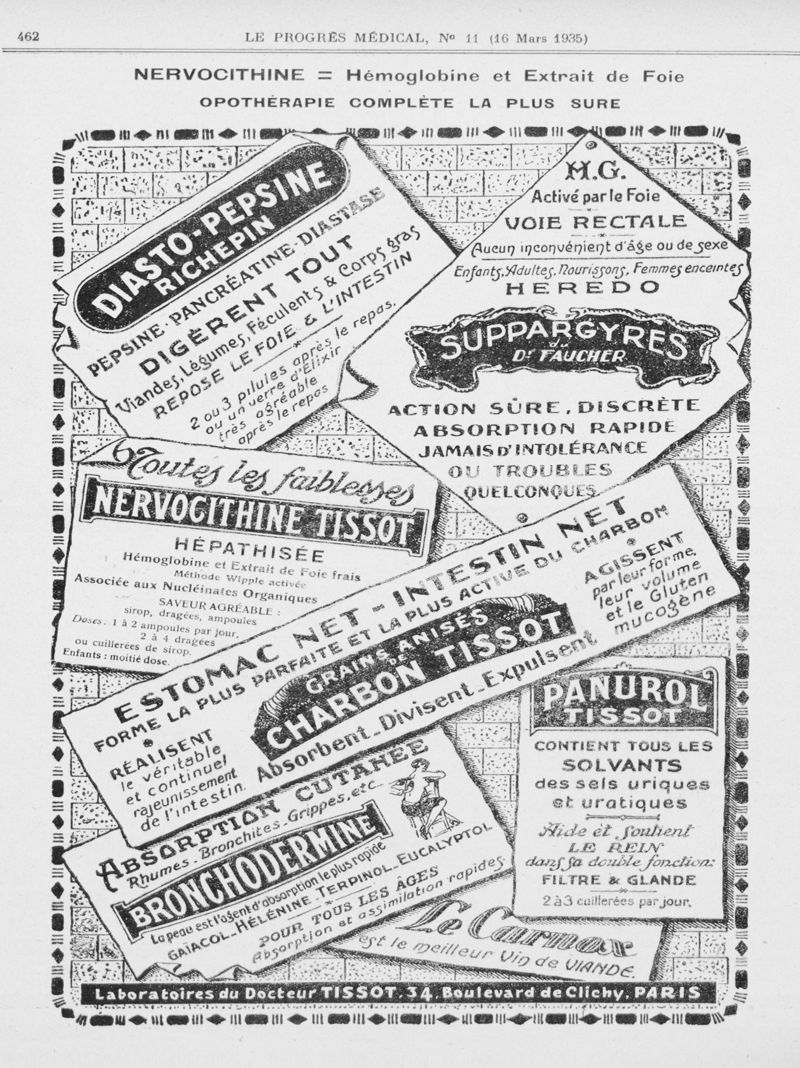 462
LE PROGRÈS MÉDICAL, No 11 (16 Mars 1935)
NERVOCITHINE = Hémoglobine et Extrait de Foie
OPOTHÉRAPIE COMPLÈTE LA PLUS SURE
DIASTO-PEPSINE
RICHEPIN
PEPSINE-PANCRÉATINE-DIASTASE
DIGÈRENT TOUT
Viandes, Légumes, Féculents & Corps gras
REPOSE LE FOIE & L'INTESTIN
2 ou 3 pilules après le repas.
ou un verre d'Elixir
très agréable
après le repos
H.G.
Activé par le Foie
VOIE RECTALE
Aucun inconvénient d'âge ou de sexe
Enfants, Adultes, Nourissons, Femmes enceintes
HEREDO
SUPPARGYRES
du
Dr FAUCHER
ACTION SÛRE, DISCRÈTE
ABSORPTION RAPIDE
JAMAIS D'INTOLÉRANCE
OU TROUBLES
QUELCONQUES
Toutes les faiblesses
NERVOCITHINE TISSOT
HÉPATHISÉE
Hémoglobine et Extrait de Foie frais
Méthode Wipple activée
Associée aux Nucléinates Organiques
SAVEUR AGRÉABLE :
sirop, dragées, ampoules
Doses: 1 à 2 ampoules par jour,
2 à 4 dragées
ou cuillerées de sirop.
Enfants : moitié dose.
ESTOMAC NET - INTESTIN NET
FORME LA PLUS PARFAITE ET LA PLUS ACTIVE DU CHARBON
GRAINS ANISÉS
DE
CHARBON TISSOT
Absorbent-Divisent-Expulsent
RÉALISENT
le véritable
et continuel
rajeunissement
de l'intestin.
AGISSENT
par leur forme,
leur volume
et le Gluten
mucogène
PANUROL
TISSOT
CONTIENT TOUS LES
SOLVANTS
des sels uriques
et uratiques
Aide et Soutient
LE REIN
dans sa double fonction:
FILTRE & GLANDE
2 à 3 cuillerées par jour.
ABSORPTION CUTANÉE
Rhumes-Bronchites-Grippes, etc.
BRONCHODERMINE
La peau est l'agent d'absorption le plus rapide
GAÏACOL-HÉLÉNINE-TERPINOL-EUCALYPTOL
POUR TOUS LES ÂGES
Absorption et assimilation rapides
Le Carnox
est le meilleur Vin de VIANDE
Laboratoires du Docteur TISSOT. 34, Boulevard de Clichy. PARIS